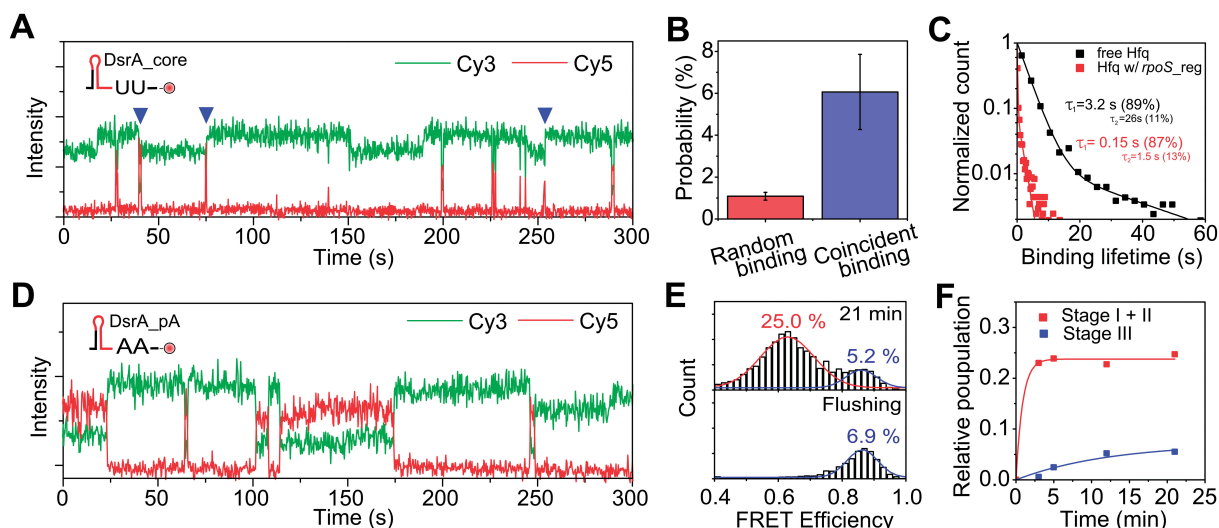 A
DsrA_core
UU
Cy3
Cy5
Intensity
0 50 100 150 200 250 300
Time (s)
B
Probability (%)
8
6
4
2
0
Random binding
Coincident binding
C
Normalized count
1
0.1
0.01
free Hfq
Hfq w/ rpoS_reg
τ₁=3.2 s (89%)
τ₂=26s (11%)
τ₁= 0.15 s (87%)
τ₂=1.5 s (13%)
0 20 40 60
Binding lifetime (s)
D
DsrA_pA
AA
Cy3
Cy5
Intensity
0 50 100 150 200 250 300
Time (s)
E
25.0 %
21 min
5.2 %
Count
Flushing
6.9 %
0.4 0.6 0.8 1.0
FRET Efficiency
F
Relative poupulation
0.3
0.2
0.1
0.0
Stage I + II
Stage III
0 5 10 15 20 25
Time (min)